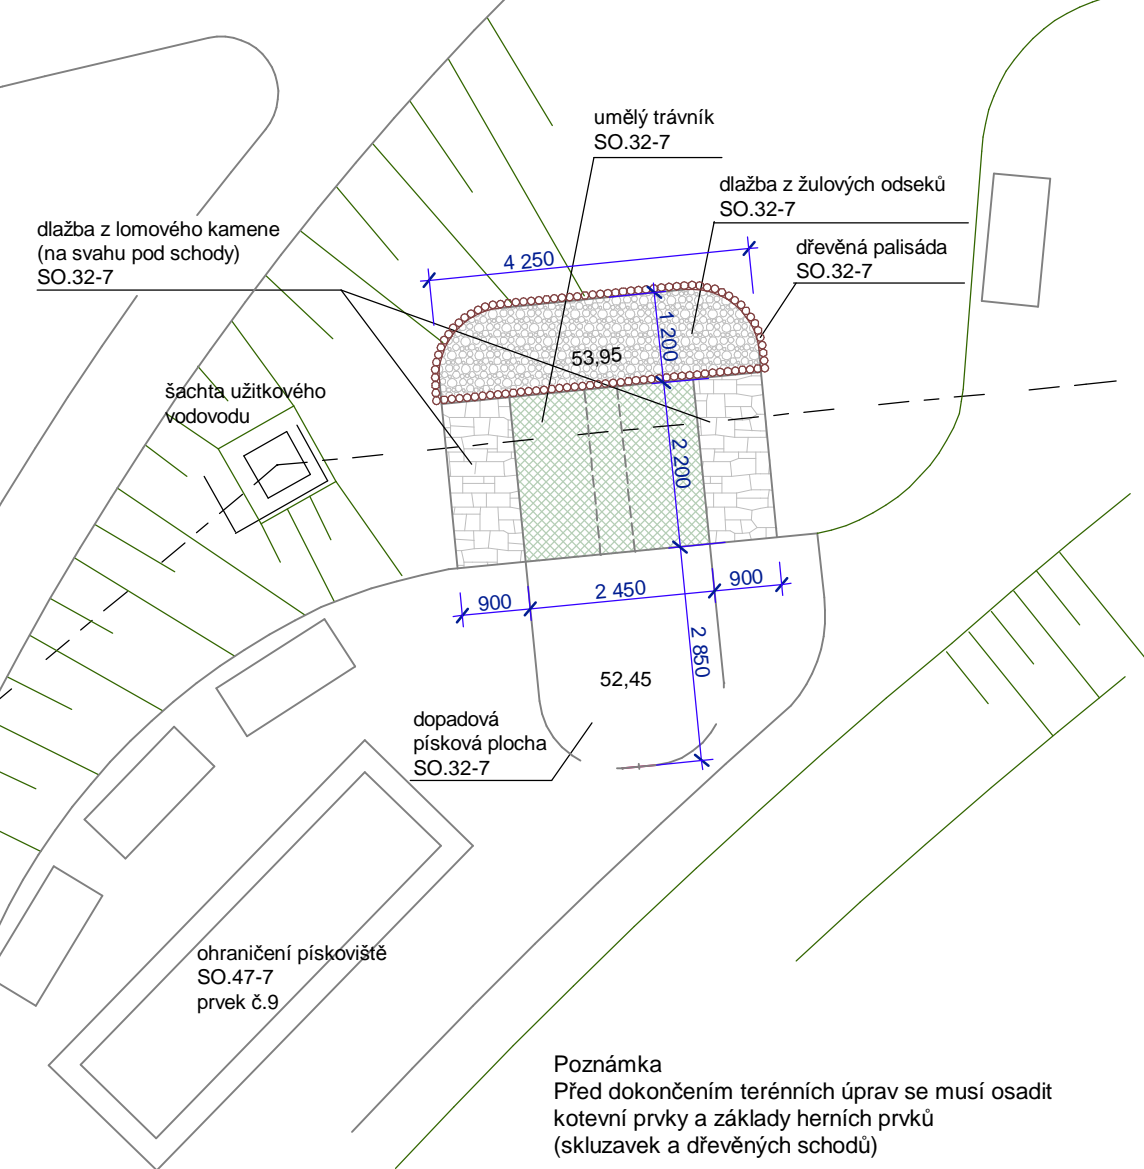 umělý trávník
SO.32-7
dlažba z žulových odseků
SO.32-7
dlažba z lomového kamene
(na svahu pod schody)
SO.32-7
dřevěná palisáda
SO.32-7
4 250
1 200
53,95
šachta užitkového
vodovodu
2 200
900
2 450
900
2 850
52,45
dopadová
písková plocha
SO.32-7
ohraničení pískoviště
SO.47-7
prvek č.9
Poznámka
Před dokončením terénních úprav se musí osadit
kotevní prvky a základy herních prvků
(skluzavek a dřevěných schodů)